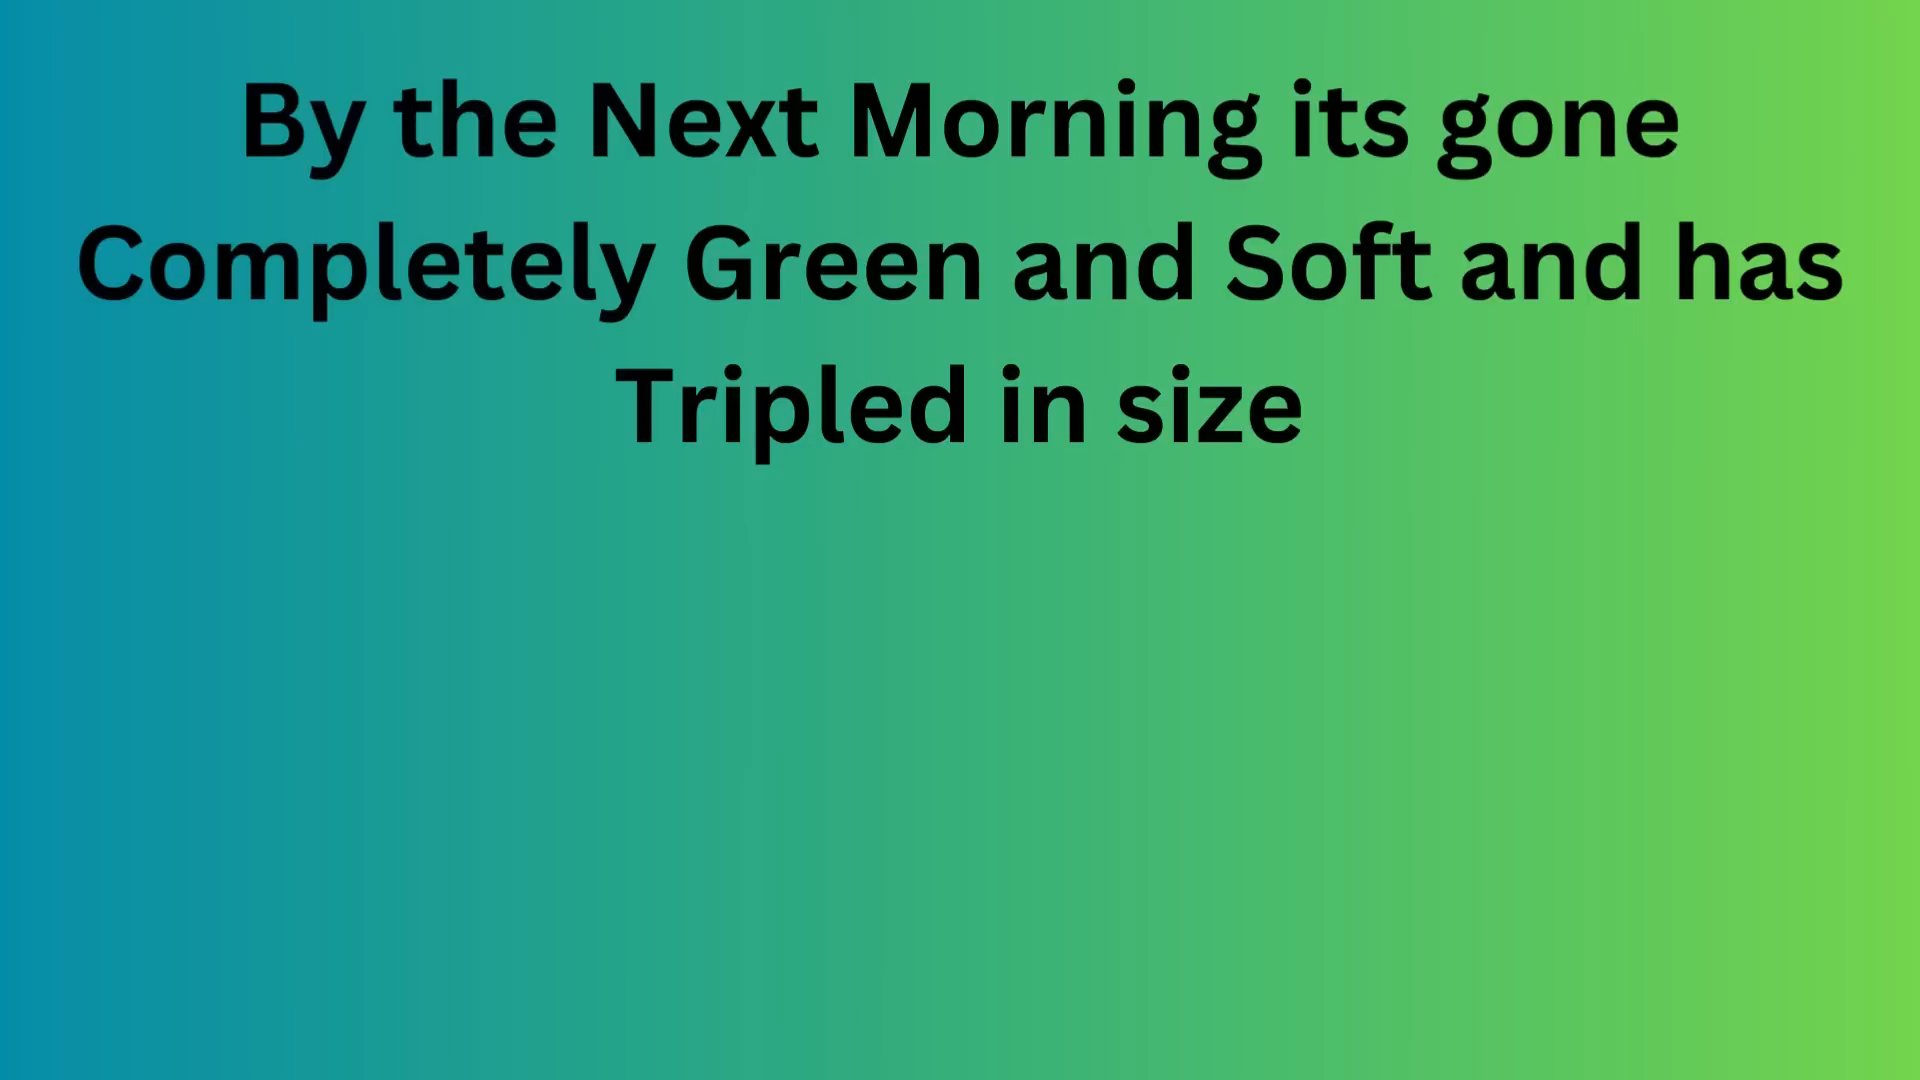 By the Next Morning its gone
Completely Green and Soft and has
Tripled in size